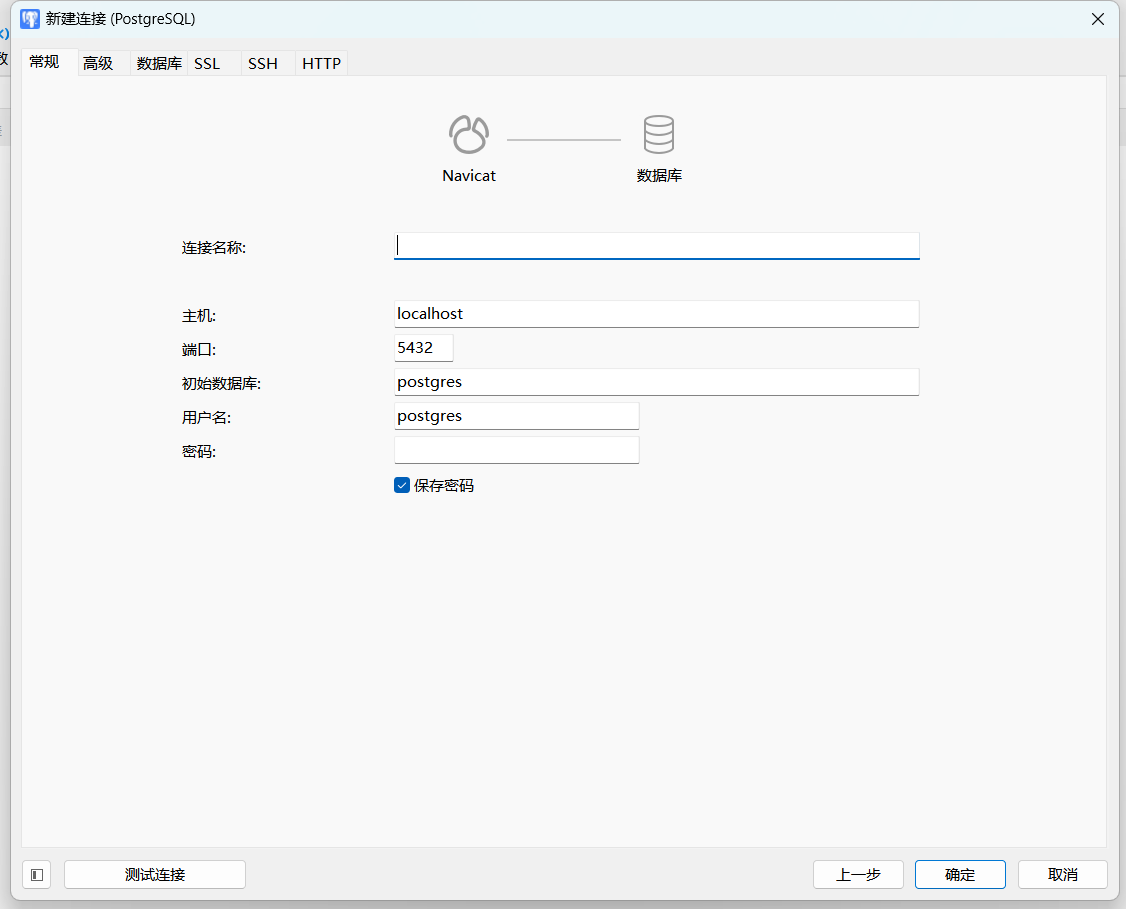 新建连接 (PostgreSQL)
常规 高级 数据库 SSL SSH HTTP
Navicat 数据库
连接名称:
主机: localhost
端口: 5432
初始数据库: postgres
用户名: postgres
密码:
保存密码
测试连接 上一步 确定 取消